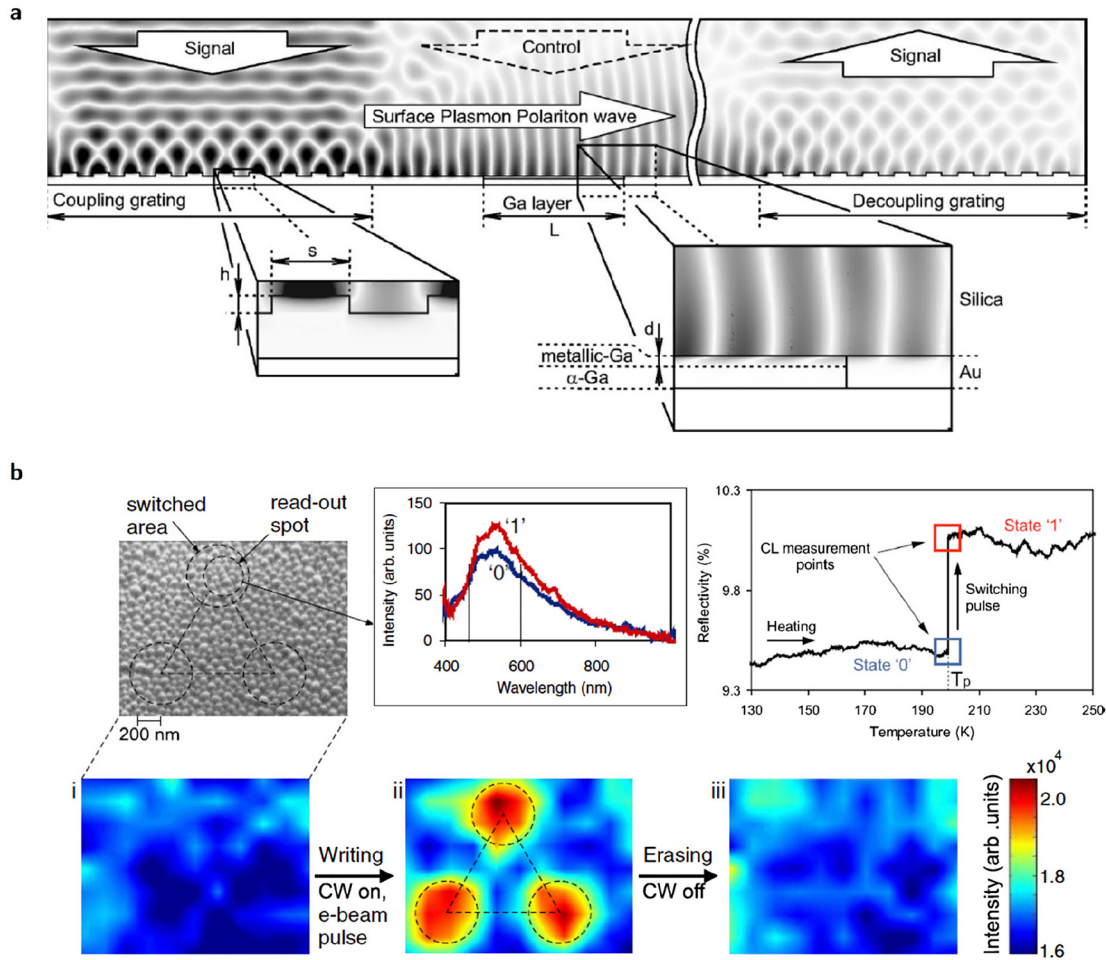 a
Signal
Control
Signal
Surface Plasmon Polariton wave
Coupling grating
Ga layer
L
Decoupling grating
s
h
d
metallic-Ga
α-Ga
Silica
Au
b
switched
area
read-out
spot
200 nm
Intensity (arb. units)
150
100
50
0
'1'
'0'
400
600
800
Wavelength (nm)
Reflectivity (%)
10.3
9.8
9.3
CL measurement
points
State '1'
Switching
pulse
Heating
State '0'
Tp
130
150
170
190
210
230
250
Temperature (K)
i
Writing
CW on,
e-beam
pulse
ii
Erasing
CW off
iii
x10⁴
2.0
1.8
1.6
Intensity (arb .units)